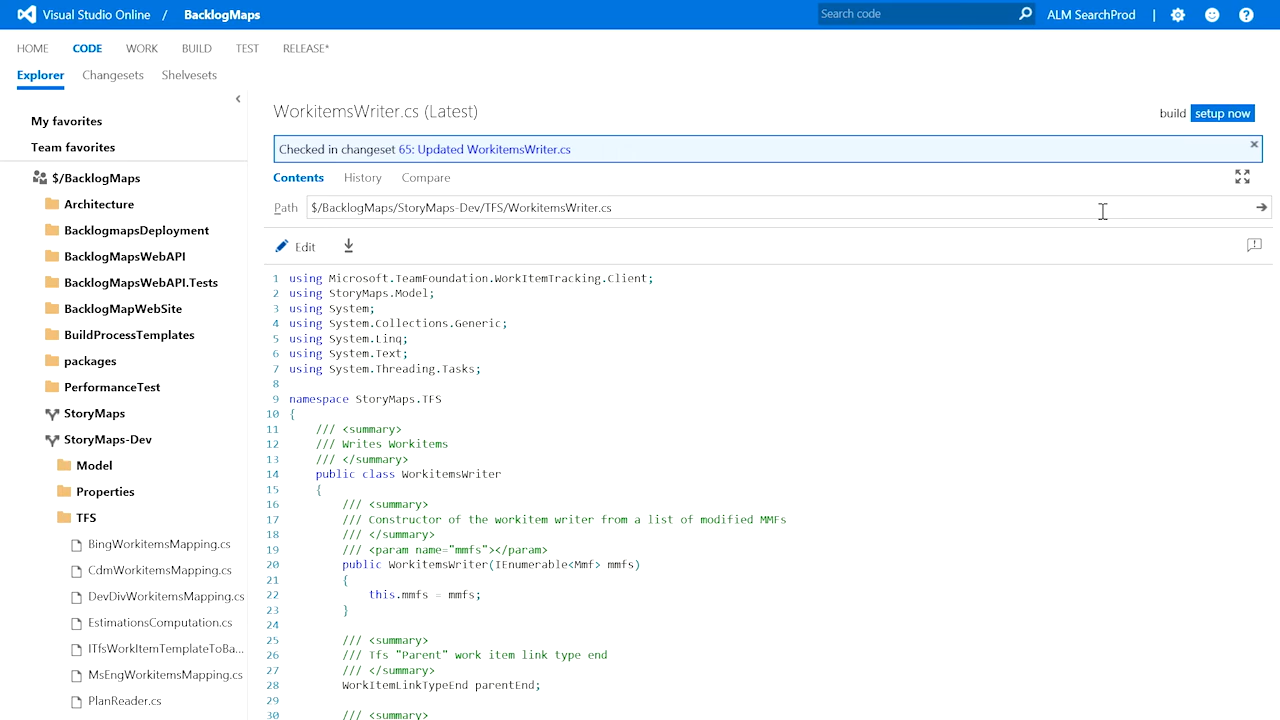 Visual Studio Online / BacklogMaps Search code ALM SearchProd |
HOME CODE WORK BUILD TEST RELEASE*
Explorer Changesets Shelvesets
My favorites
Team favorites
$/BacklogMaps
Architecture
BacklogmapsDeployment
BacklogMapsWebAPI
BacklogMapsWebAPI.Tests
BacklogMapWebSite
BuildProcessTemplates
packages
PerformanceTest
StoryMaps
StoryMaps-Dev
Model
Properties
TFS
BingWorkitemsMapping.cs
CdmWorkitemsMapping.cs
DevDivWorkitemsMapping.cs
EstimationsComputation.cs
ITfsWorkItemTemplateToBa...
MsEngWorkitemsMapping.cs
PlanReader.cs
WorkitemsWriter.cs (Latest)
build setup now
Checked in changeset 65: Updated WorkitemsWriter.cs
Contents History Compare
Path $/BacklogMaps/StoryMaps-Dev/TFS/WorkitemsWriter.cs
Edit
1 using Microsoft.TeamFoundation.WorkItemTracking.Client;
2 using StoryMaps.Model;
3 using System;
4 using System.Collections.Generic;
5 using System.Linq;
6 using System.Text;
7 using System.Threading.Tasks;
8
9 namespace StoryMaps.TFS
10 {
11 /// <summary>
12 /// Writes Workitems
13 /// </summary>
14 public class WorkitemsWriter
15 {
16 /// <summary>
17 /// Constructor of the workitem writer from a list of modified MMFs
18 /// </summary>
19 /// <param name="mmfs"></param>
20 public WorkitemsWriter(IEnumerable<Mmf> mmfs)
21 {
22 this.mmfs = mmfs;
23 }
24
25 /// <summary>
26 /// Tfs "Parent" work item link type end
27 /// </summary>
28 WorkItemLinkTypeEnd parentEnd;
29
30 /// <summary>